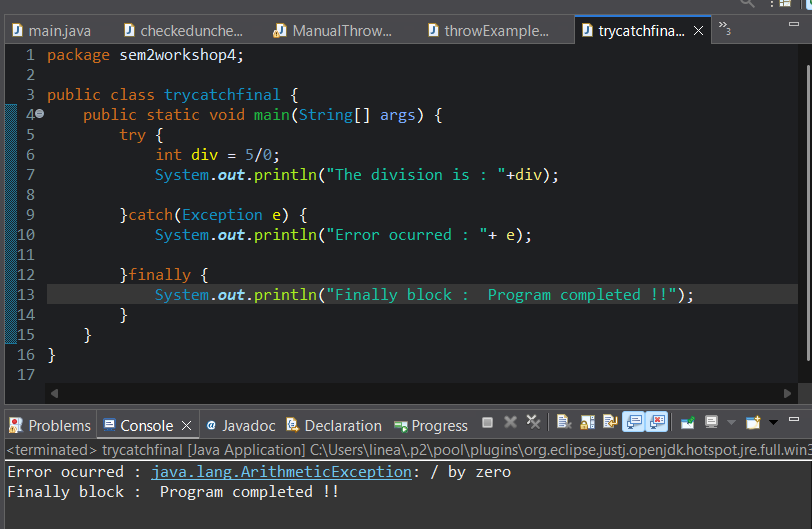 main.java checkedunche... ManualThrow... throwExample... trycatchfina... »3
1 package sem2workshop4;
2
3 public class trycatchfinal {
4 public static void main(String[] args) {
5 try {
6 int div = 5/0;
7 System.out.println("The division is : "+div);
8
9 }catch(Exception e) {
10 System.out.println("Error ocurred : "+ e);
11
12 }finally {
13 System.out.println("Finally block :  Program completed !!");
14 }
15 }
16 }
17
Problems Console Javadoc Declaration Progress
<terminated> trycatchfinal [Java Application] C:\Users\linea\.p2\pool\plugins\org.eclipse.justj.openjdk.hotspot.jre.full.win3
Error ocurred : java.lang.ArithmeticException: / by zero
Finally block :  Program completed !!